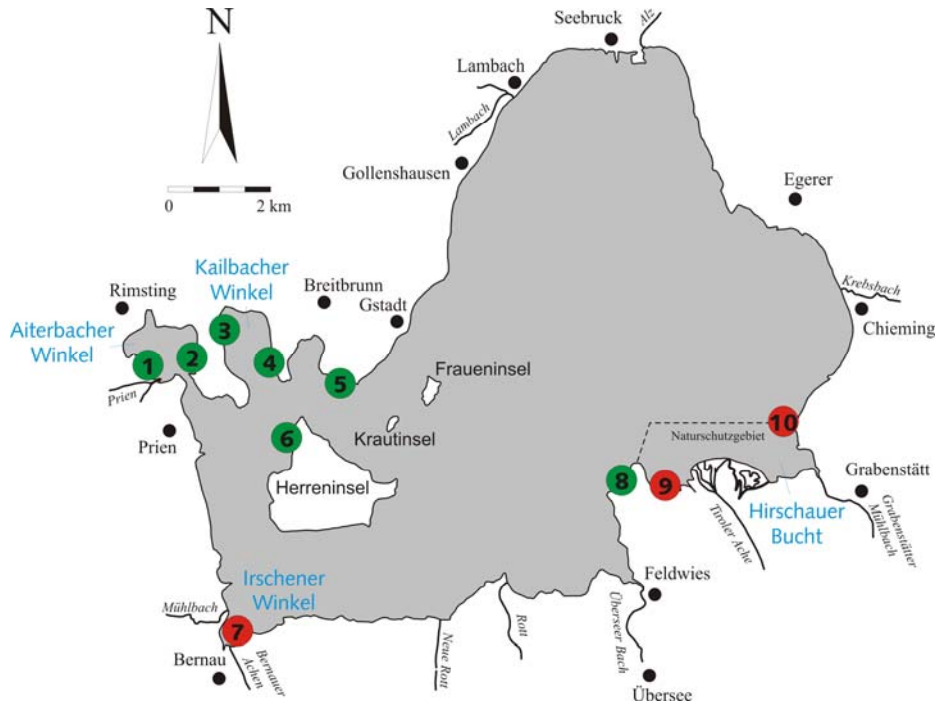 N
0 2 km
Seebruck
Alz
Lambach
Lambach
Gollenshausen
Egerer
Kailbacher
Winkel
Breitbrunn
Gstadt
Rimsting
Aiterbacher
Winkel
Krebsbach
Chieming
1
2
3
4
5
6
Prien
Prien
Fraueninsel
Krautinsel
Herreninsel
10
Naturschutzgebiet
8
9
Grabenstätt
Grabenstätter
Mühlbach
Hirschauer
Bucht
Tiroler Ache
Irschener
Winkel
Mühlbach
7
Bernau
Bernauer
Achen
Neue Rott
Rott
Überseer Bach
Feldwies
Übersee